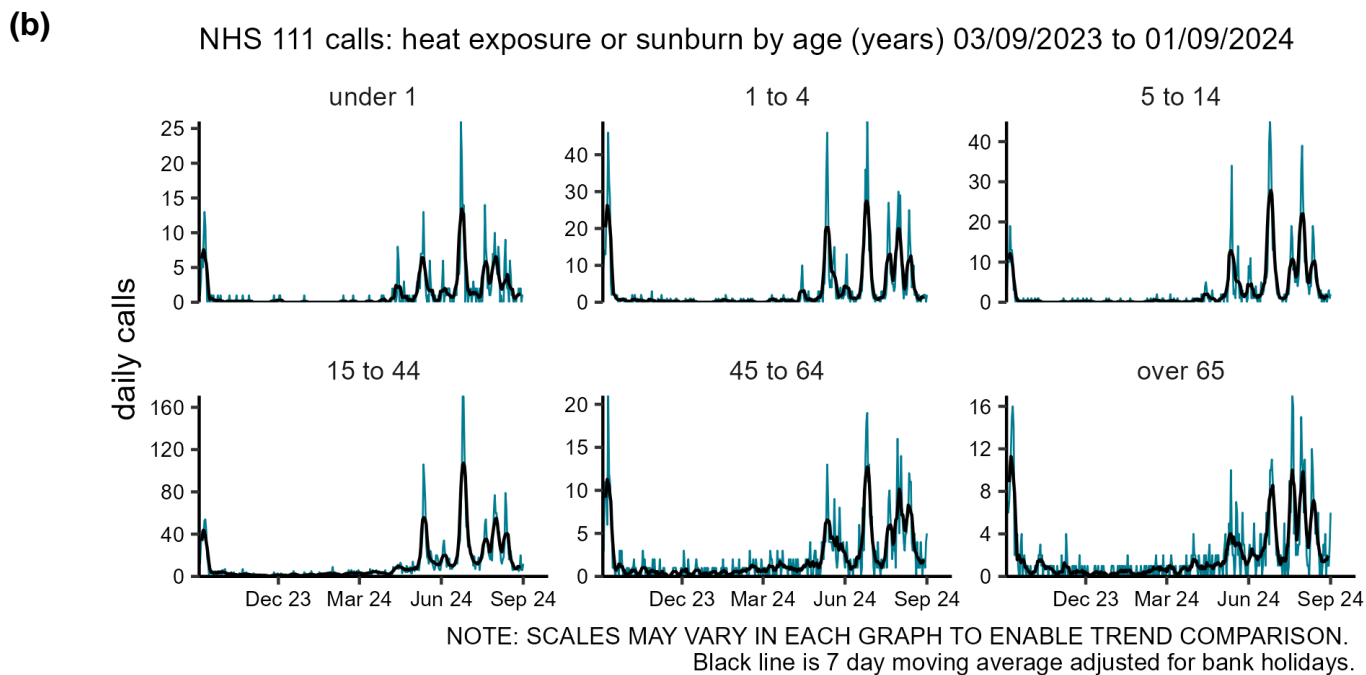 (b)
NHS 111 calls: heat exposure or sunburn by age (years) 03/09/2023 to 01/09/2024
under 1
1 to 4
5 to 14
25
20
15
10
5
0
40
30
20
10
0
40
30
20
10
0
daily calls
15 to 44
45 to 64
over 65
160
120
80
40
0
20
15
10
5
0
16
12
8
4
0
Dec 23 Mar 24 Jun 24 Sep 24
Dec 23 Mar 24 Jun 24 Sep 24
Dec 23 Mar 24 Jun 24 Sep 24
NOTE: SCALES MAY VARY IN EACH GRAPH TO ENABLE TREND COMPARISON.
Black line is 7 day moving average adjusted for bank holidays.